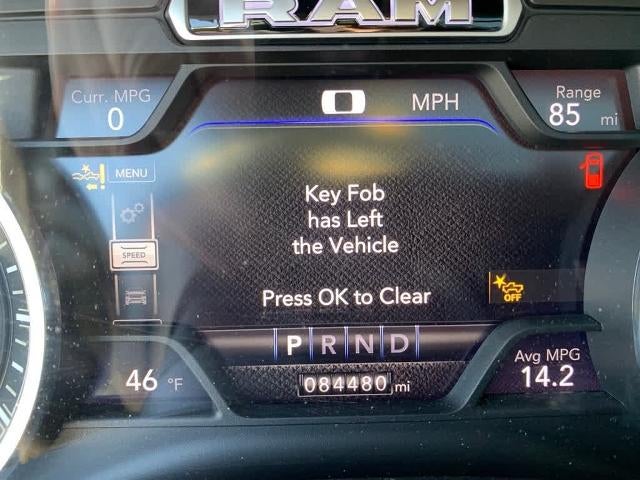 RAM
Curr. MPG
0
0 MPH
Range
85 mi
MENU
Key Fob
has Left
the Vehicle
SPEED
Press OK to Clear
OFF
P R N D
46 °F
084480 mi
Avg MPG
14.2